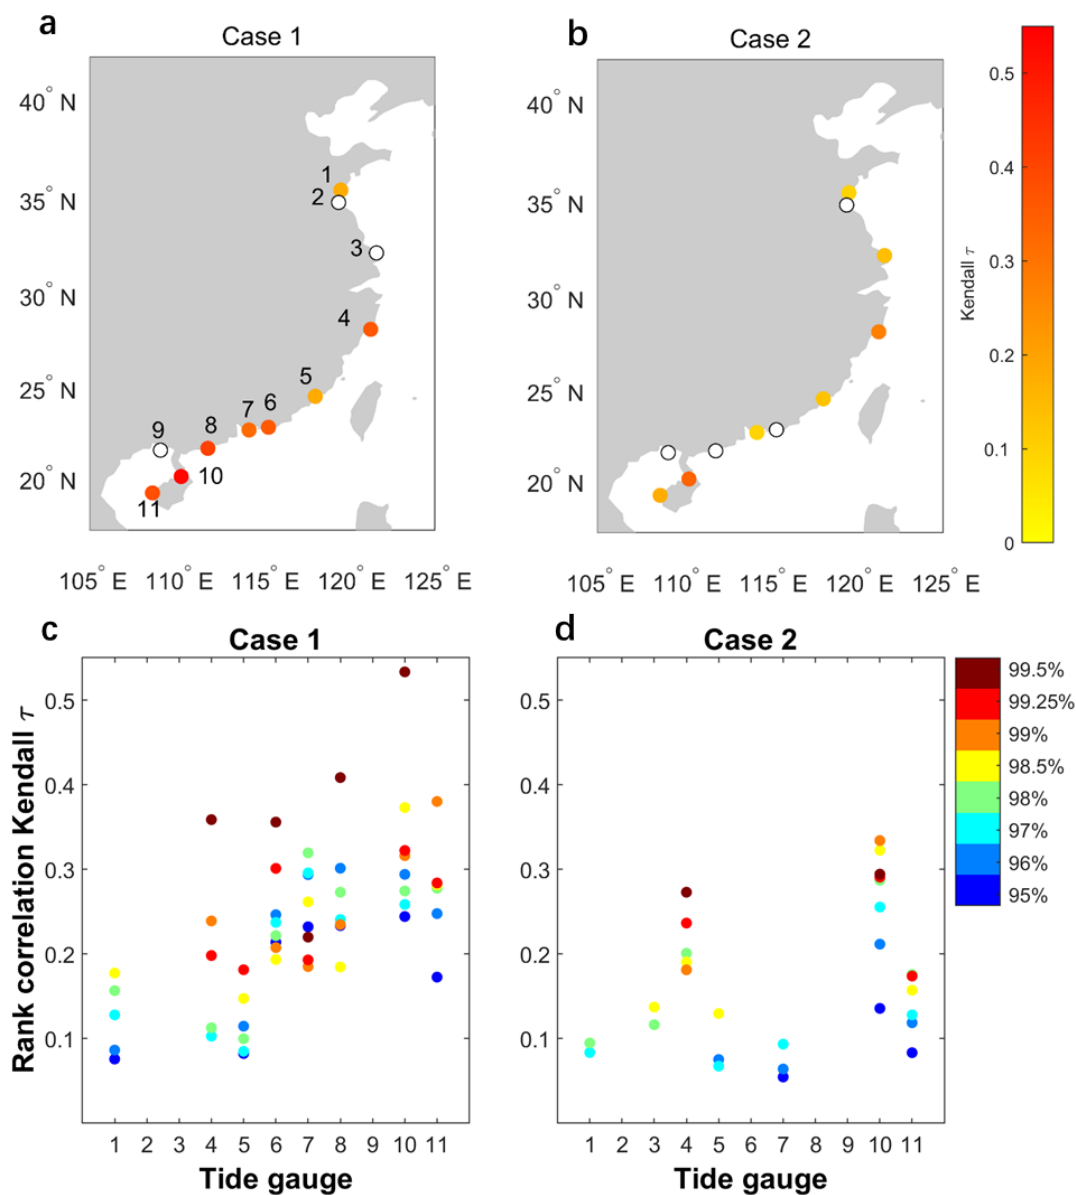 a
Case 1
40° N
35° N
30° N
25° N
20° N
1
2
3
4
5
6
7
8
9
10
11
105° E 110° E 115° E 120° E 125° E
b
Case 2
40° N
35° N
30° N
25° N
20° N
105° E 110° E 115° E 120° E 125° E
0.5
0.4
0.3
0.2
0.1
0
Kendall τ
c
Case 1
Rank correlation Kendall τ
0.5
0.4
0.3
0.2
0.1
1 2 3 4 5 6 7 8 9 10 11
Tide gauge
d
Case 2
0.5
0.4
0.3
0.2
0.1
1 2 3 4 5 6 7 8 9 10 11
Tide gauge
99.5%
99.25%
99%
98.5%
98%
97%
96%
95%